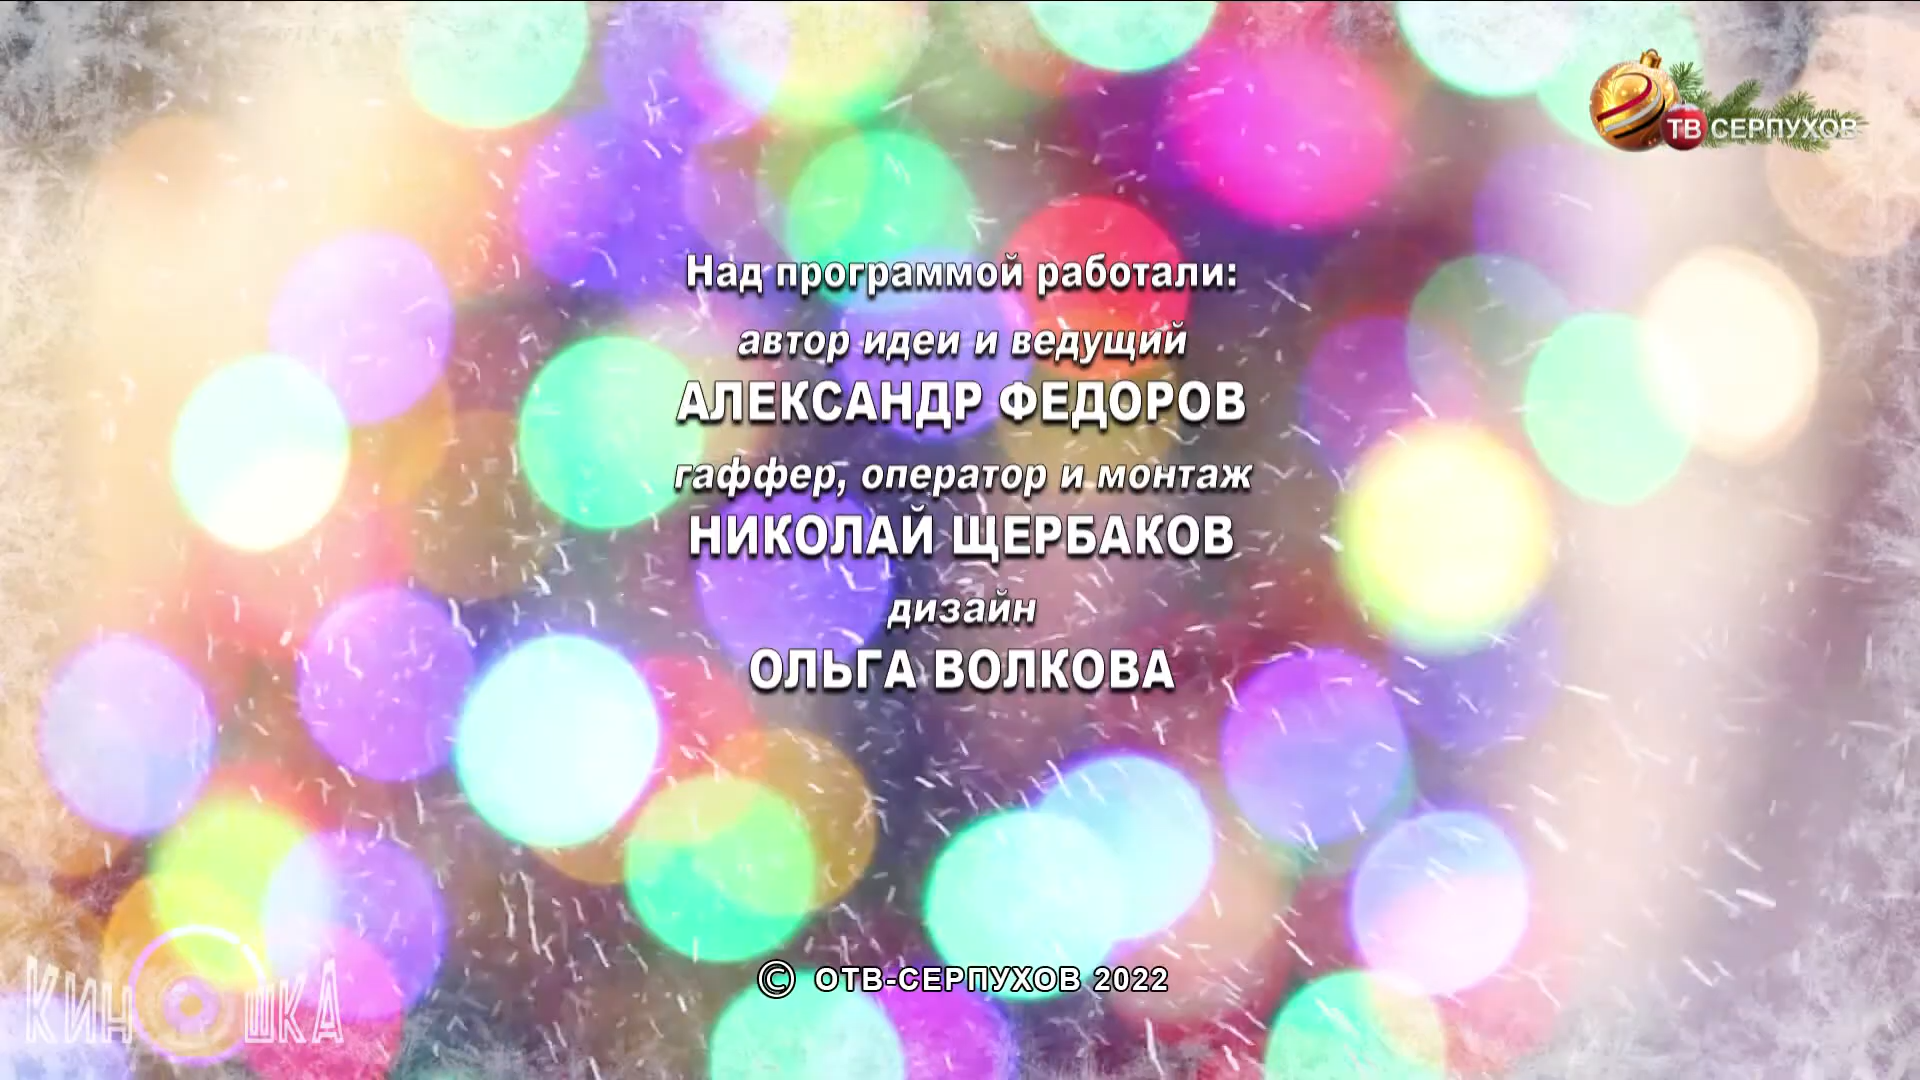 ТВ СЕРПУХОВ
Над программой работали:
автор идеи и ведущий
АЛЕКСАНДР ФЕДОРОВ
гаффер, оператор и монтаж
НИКОЛАЙ ЩЕРБАКОВ
дизайн
ОЛЬГА ВОЛКОВА
© ОТВ-СЕРПУХОВ 2022
КИНОШКА